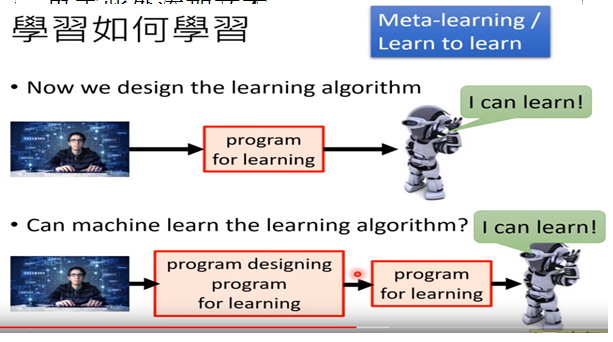 學習如何學習
Meta-learning /
Learn to learn
• Now we design the learning algorithm
I can learn!
program
for learning
• Can machine learn the learning algorithm?
I can learn!
program designing
program
for learning
program
for learning